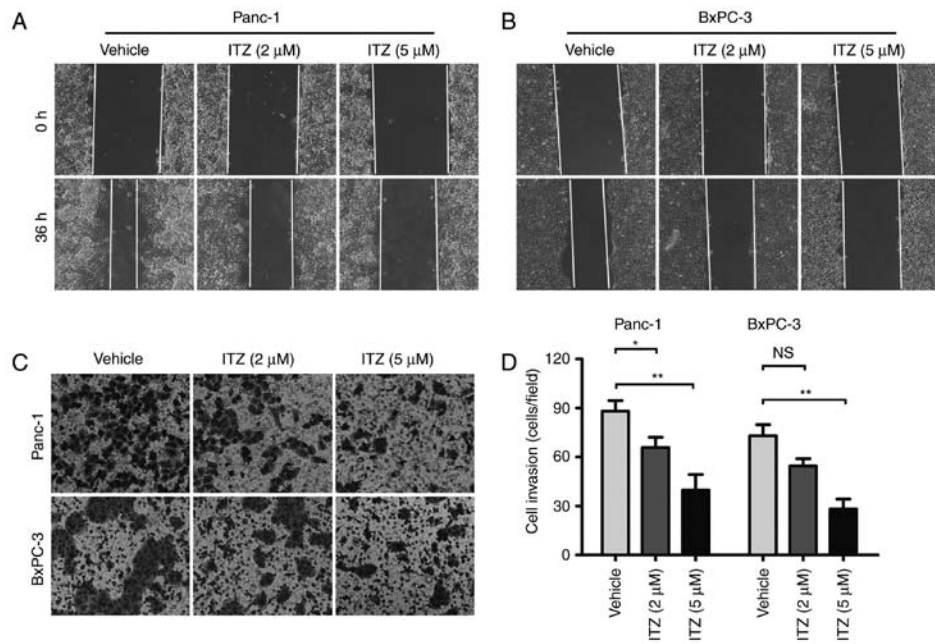 A
Panc-1
Vehicle ITZ (2 μM) ITZ (5 μM)
0 h
36 h
B
BxPC-3
Vehicle ITZ (2 μM) ITZ (5 μM)
C
Vehicle ITZ (2 μM) ITZ (5 μM)
Panc-1
BxPC-3
D
Panc-1 BxPC-3
* NS
** **
Cell invasion (cells/field)
120
90
60
30
0
Vehicle ITZ (2 μM) ITZ (5 μM) Vehicle ITZ (2 μM) ITZ (5 μM)